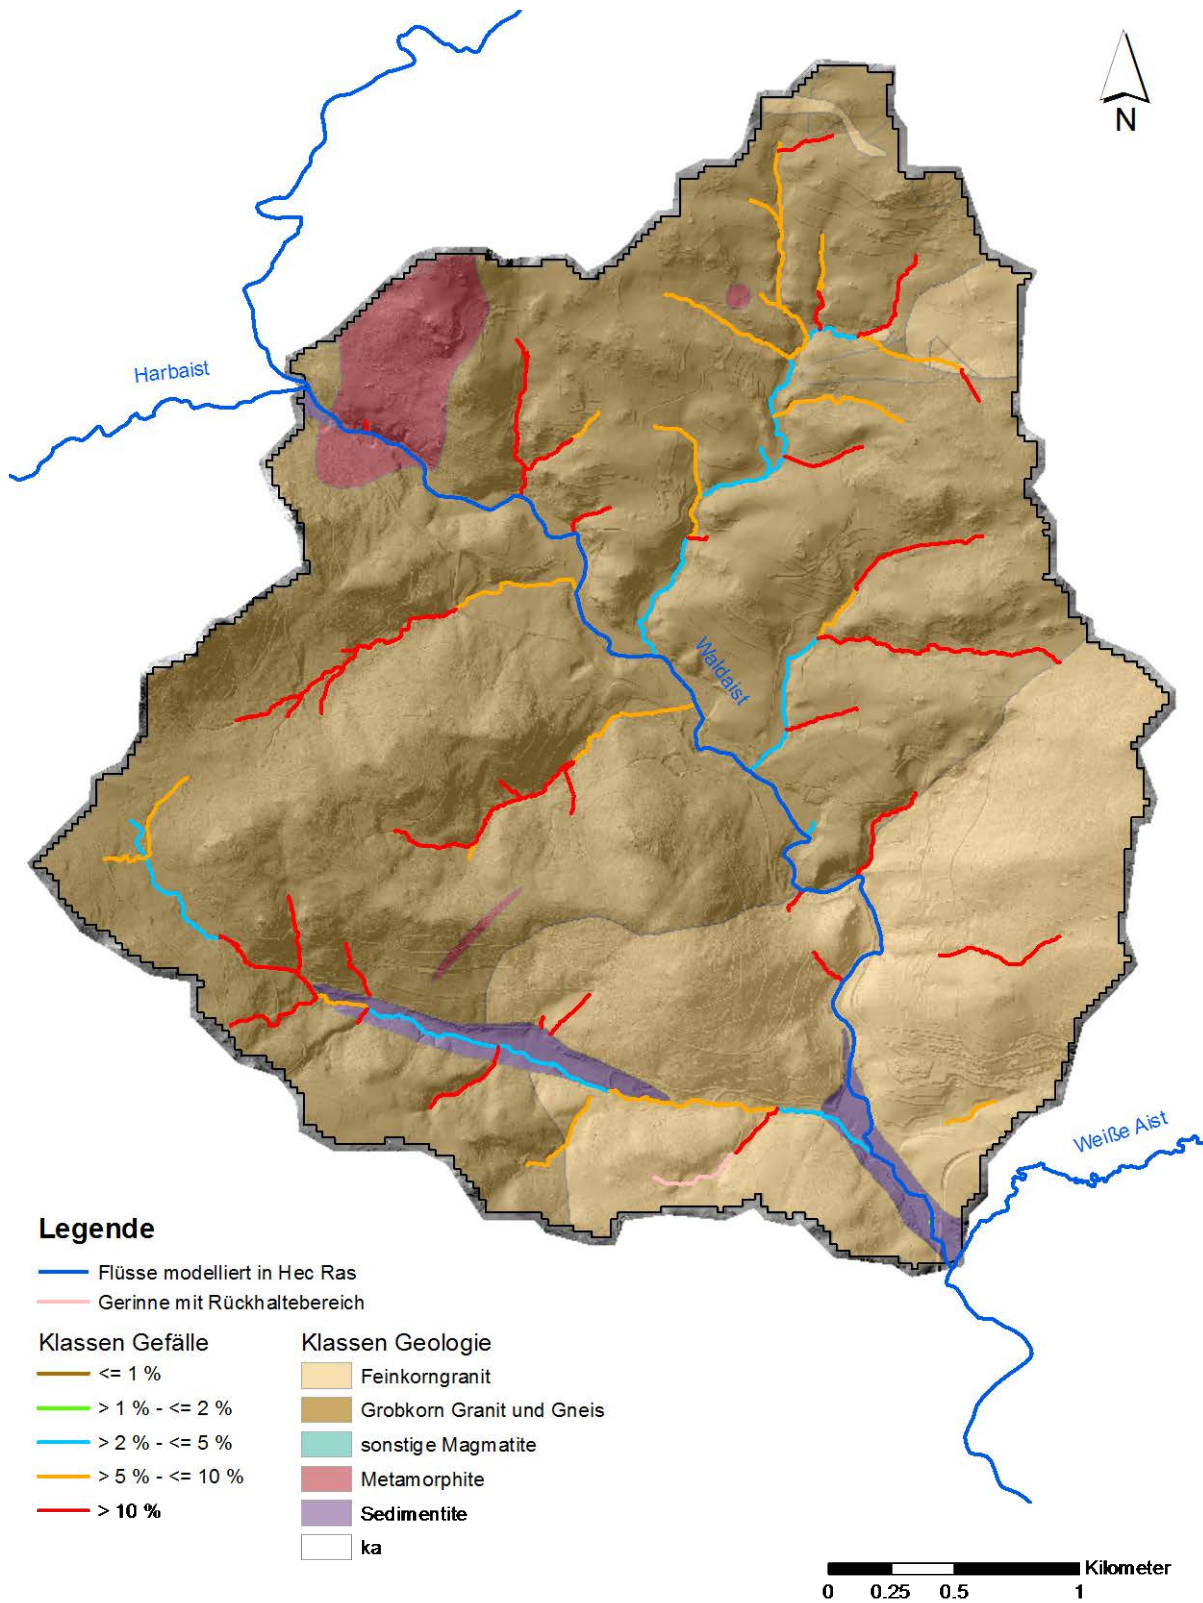 N
Harbaist
Waldaist
Weiße Aist
Legende
Flüsse modelliert in Hec Ras
Gerinne mit Rückhaltebereich
Klassen Gefälle
<= 1 %
> 1 % - <= 2 %
> 2 % - <= 5 %
> 5 % - <= 10 %
> 10 %
Klassen Geologie
Feinkorngranit
Grobkorn Granit und Gneis
sonstige Magmatite
Metamorphite
Sedimentite
ka
Kilometer
0 0.25 0.5 1